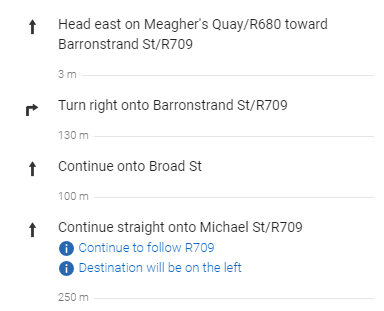 Head east on Meagher's Quay/R680 toward
Barronstrand St/R709
3 m
Turn right onto Barronstrand St/R709
130 m
Continue onto Broad St
100 m
Continue straight onto Michael St/R709
Continue to follow R709
Destination will be on the left
250 m